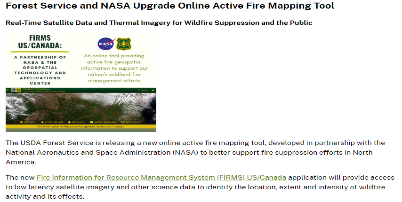 Forest Service and NASA Upgrade Online Active Fire Mapping Tool
Real-Time Satellite Data and Thermal Imagery for Wildfire Suppression and the Public
FIRMS
US/CANADA:
A PARTNERSHIP OF
NASA & THE
GEOSPATIAL
TECHNOLOGY AND
APPLICATIONS
CENTER
NASA
An online tool providing
active fire geospatial
information to support our
nation's wildland fire
management efforts
The USDA Forest Service is releasing a new online active fire mapping tool, developed in partnership with the
National Aeronautics and Space Administration (NASA) to better support fire suppression efforts in North
America.
The new Fire Information for Resource Management System (FIRMS) US/Canada application will provide access
to low latency satellite imagery and other science data to identify the location, extent and intensity of wildfire
activity and its effects.